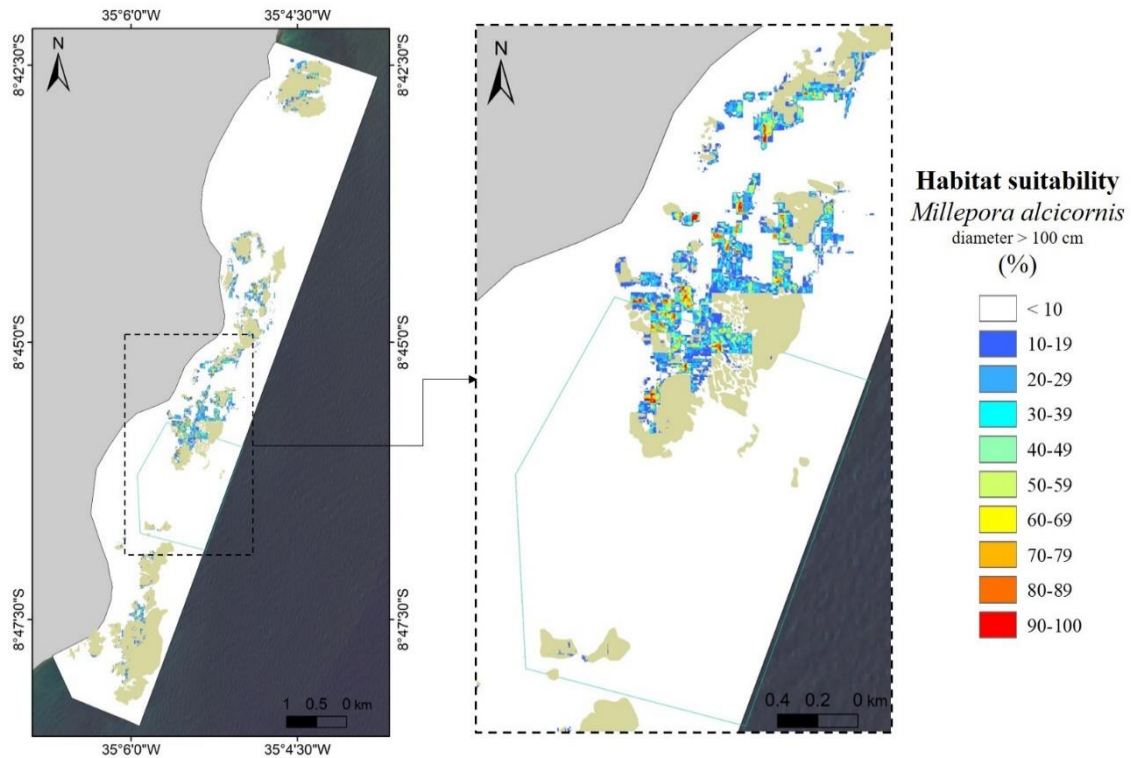 35°6'0"W 35°4'30"W
N
8°42'30"S
8°42'30"S
8°45'0"S
8°45'0"S
8°47'30"S
8°47'30"S
1 0.5 0 km
35°6'0"W 35°4'30"W
N
0.4 0.2 0 km
Habitat suitability
Millepora alcicornis
diameter > 100 cm
(%)
< 10
10-19
20-29
30-39
40-49
50-59
60-69
70-79
80-89
90-100